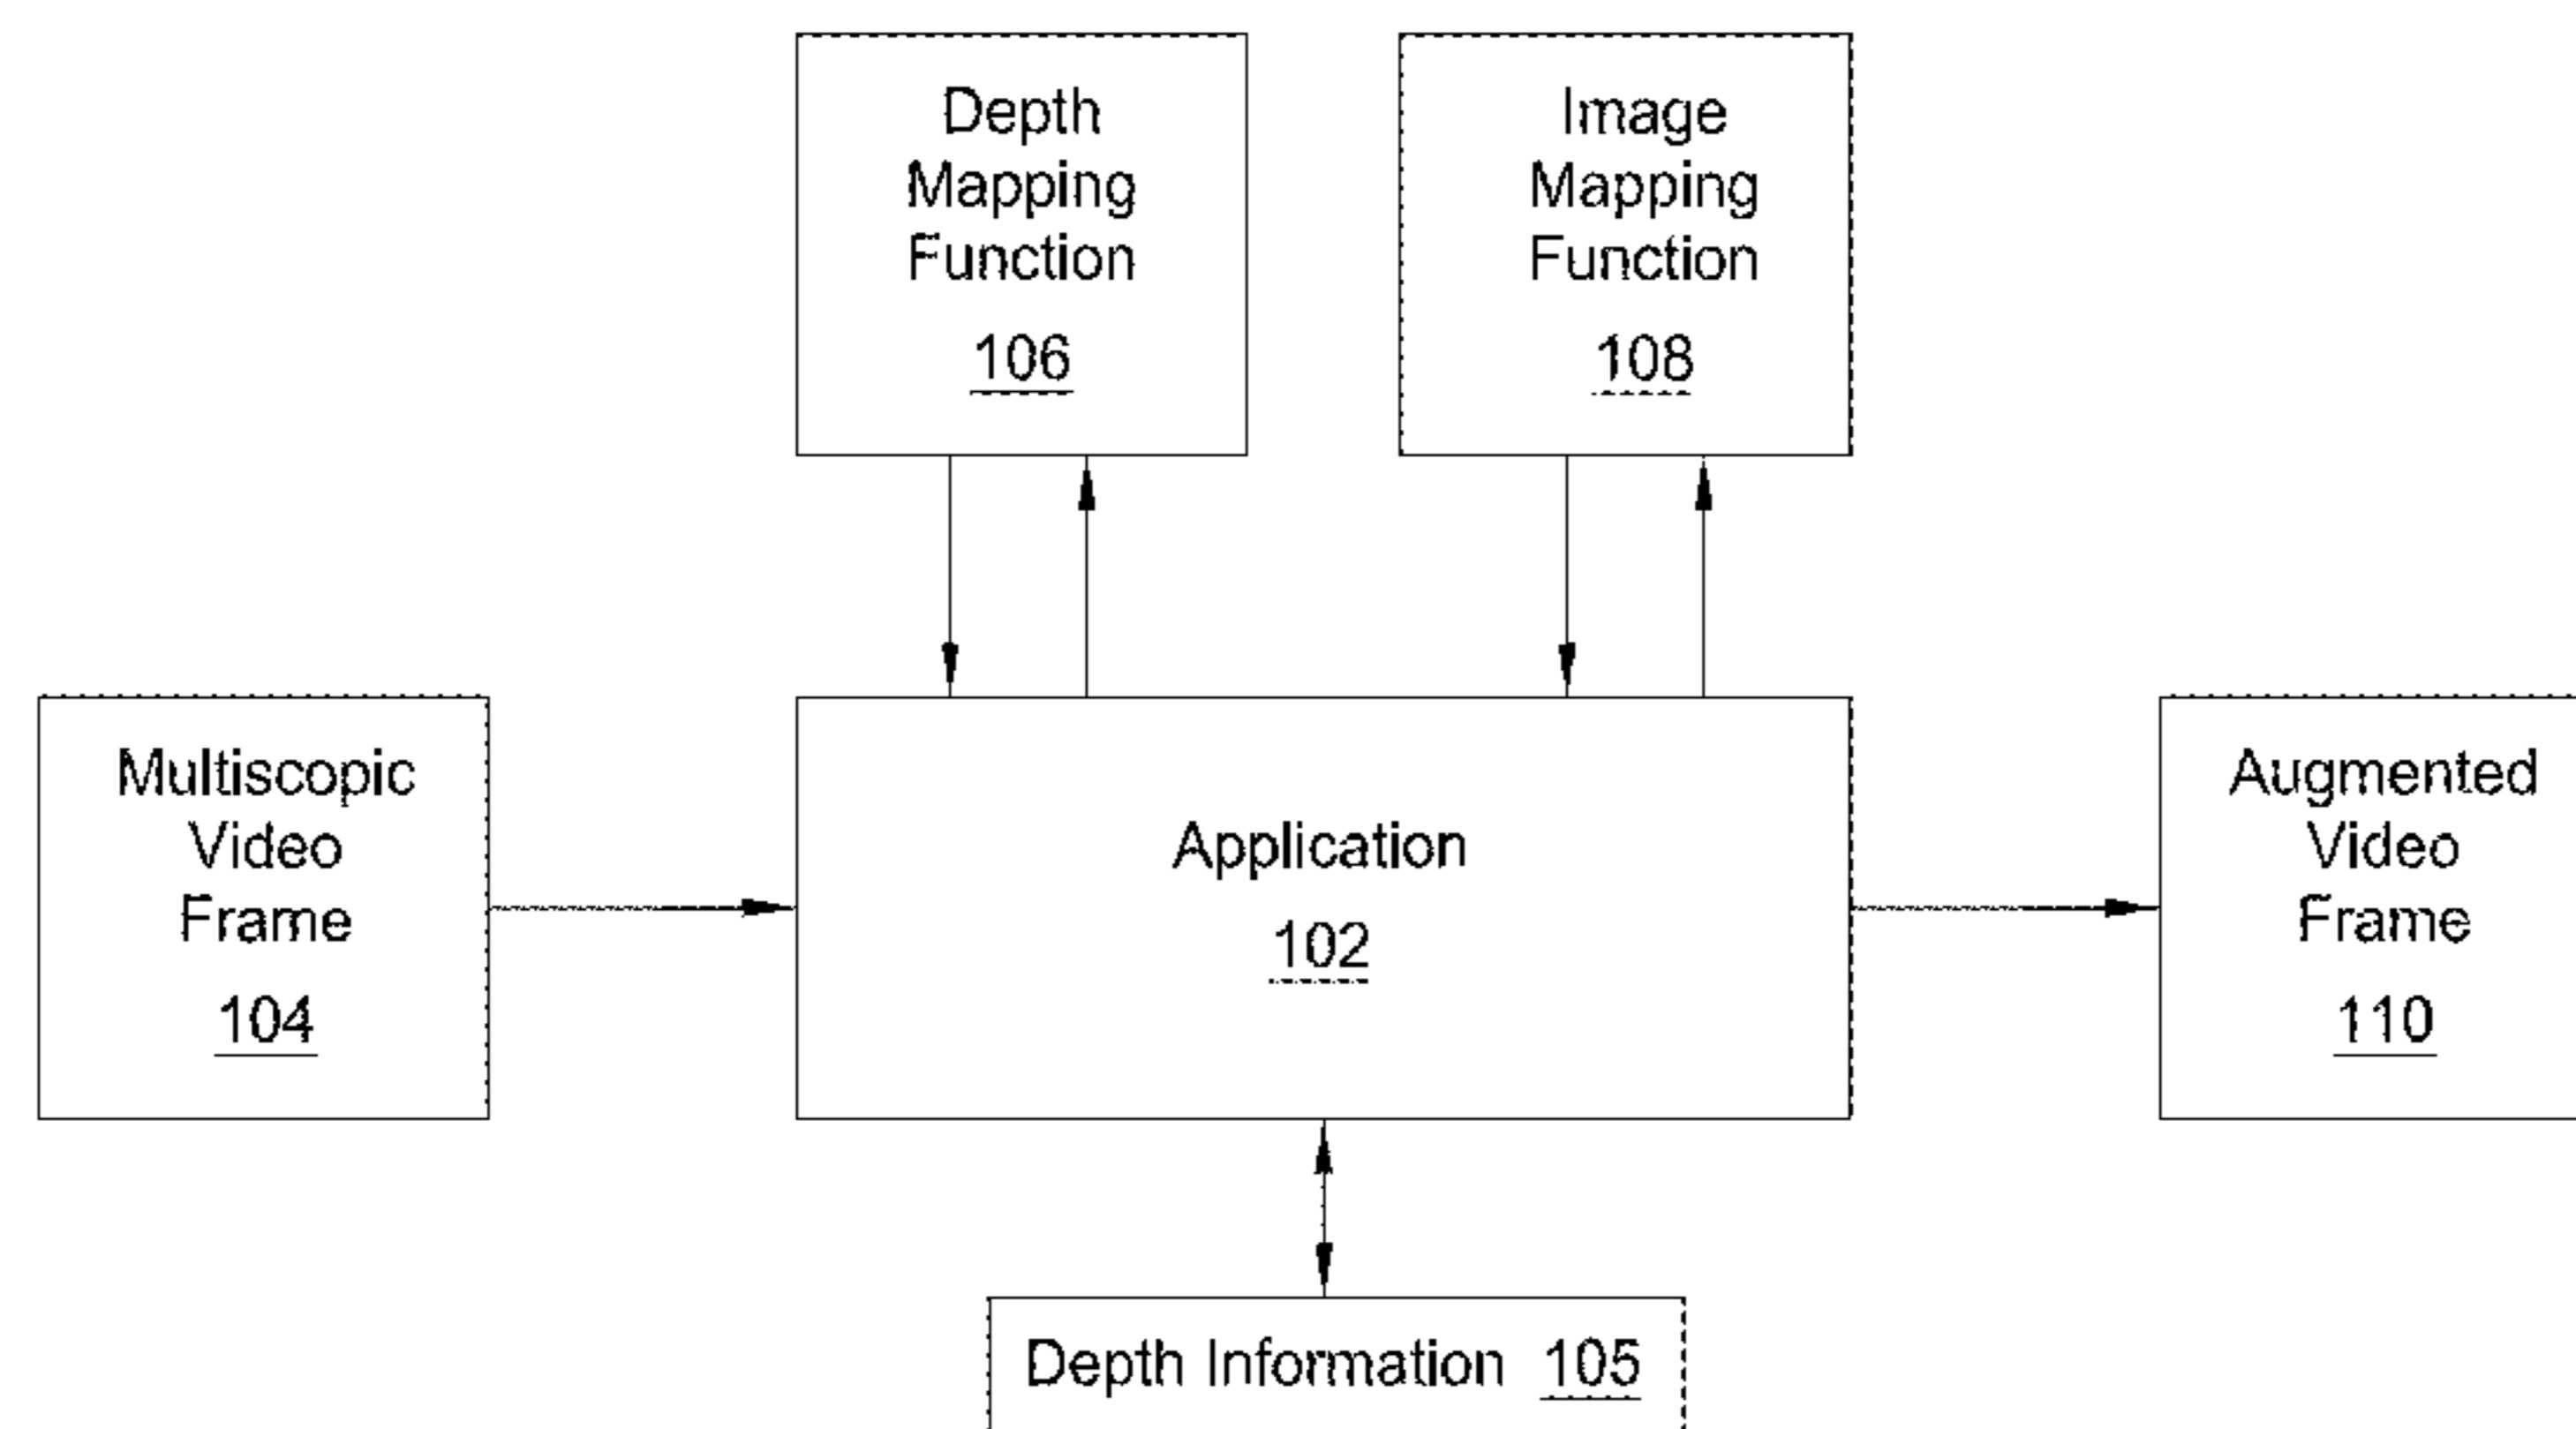 Depth
Mapping
Function
106
Image
Mapping
Function
108
Multiscopic
Video
Frame
104
Application
102
Augmented
Video
Frame
110
Depth Information 105